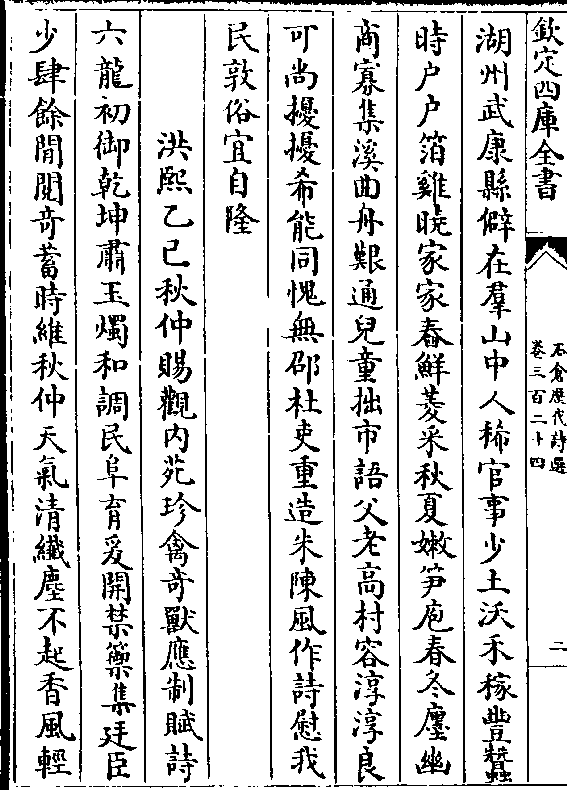 欽定四庫全書
石倉歷代詩選
卷三百二十四
二
湖州武康縣僻在羣山中人稀官事少土沃禾稼豐蠶
時户户箔雞曉家家舂鮮菱采秋夏嫩笋庖春冬廛幽
商寡集溪曲舟艱通兒童拙市語父老高村容淳淳良
可尚擾擾希能同愧無邵杜吏重造朱陳風作詩慰我
民敦俗宜自隆
洪熙乙巳秋仲賜觀内苑珍禽奇獸應制賦詩
六龍初御乾坤肅玉燭和調民阜育爰開禁籞集廷臣
少肆餘閒閲奇蓄時維秋仲天氣清纖塵不起香風輕